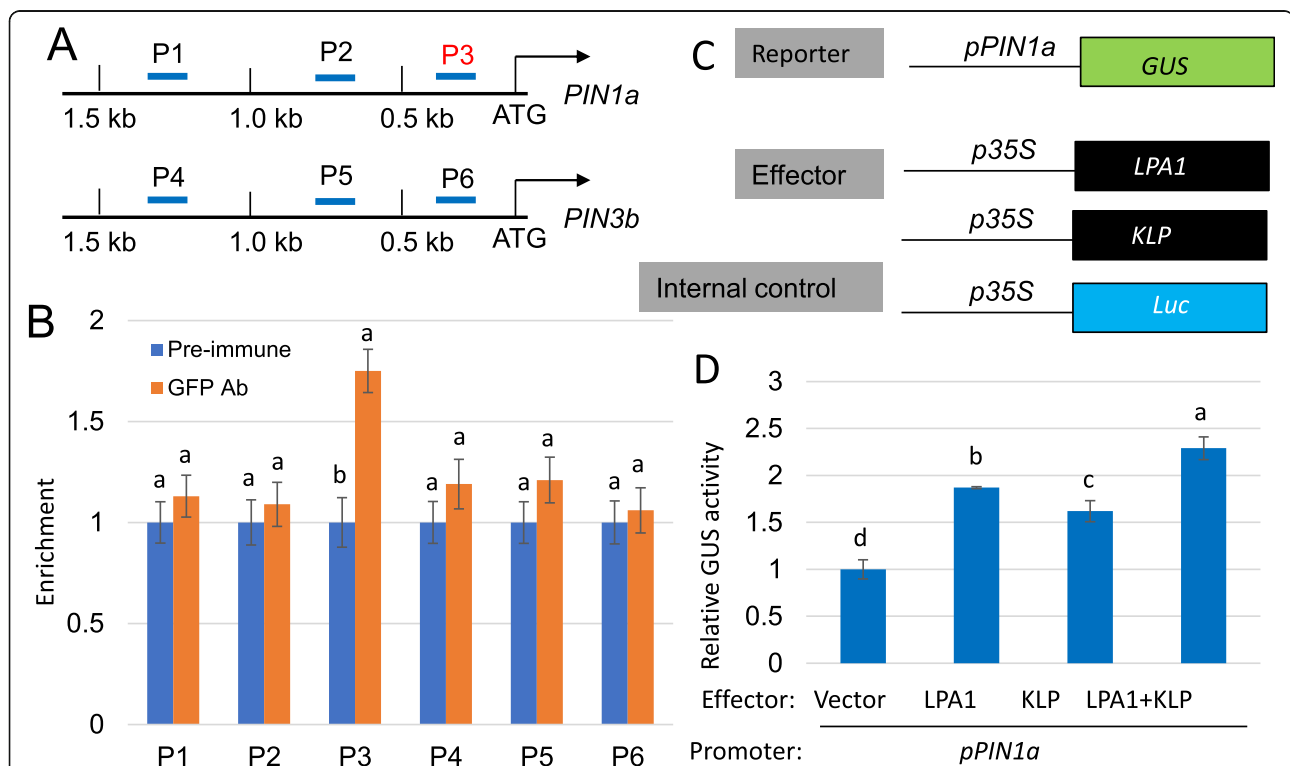 A
P1 P2 P3
1.5 kb 1.0 kb 0.5 kb ATG PIN1a
P4 P5 P6
1.5 kb 1.0 kb 0.5 kb ATG PIN3b
B
Pre-immune
GFP Ab
Enrichment
2
1.5
1
0.5
0
a a a a b a a a a a a a
P1 P2 P3 P4 P5 P6
C
Reporter pPIN1a GUS
Effector p35S LPA1
p35S KLP
Internal control p35S Luc
D
Relative GUS activity
3
2.5
2
1.5
1
0.5
0
d b c a
Effector: Vector LPA1 KLP LPA1+KLP
Promoter: pPIN1a